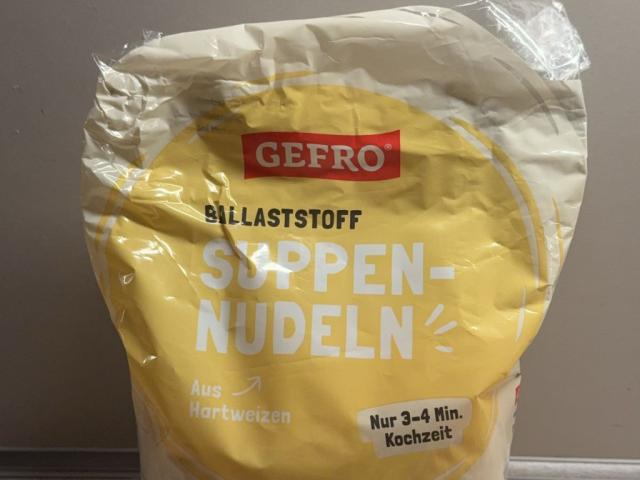 GEFRO®
BALLASTSTOFF
SUPPEN-
NUDELN
Aus
Hartweizen
Nur 3-4 Min.
Kochzeit